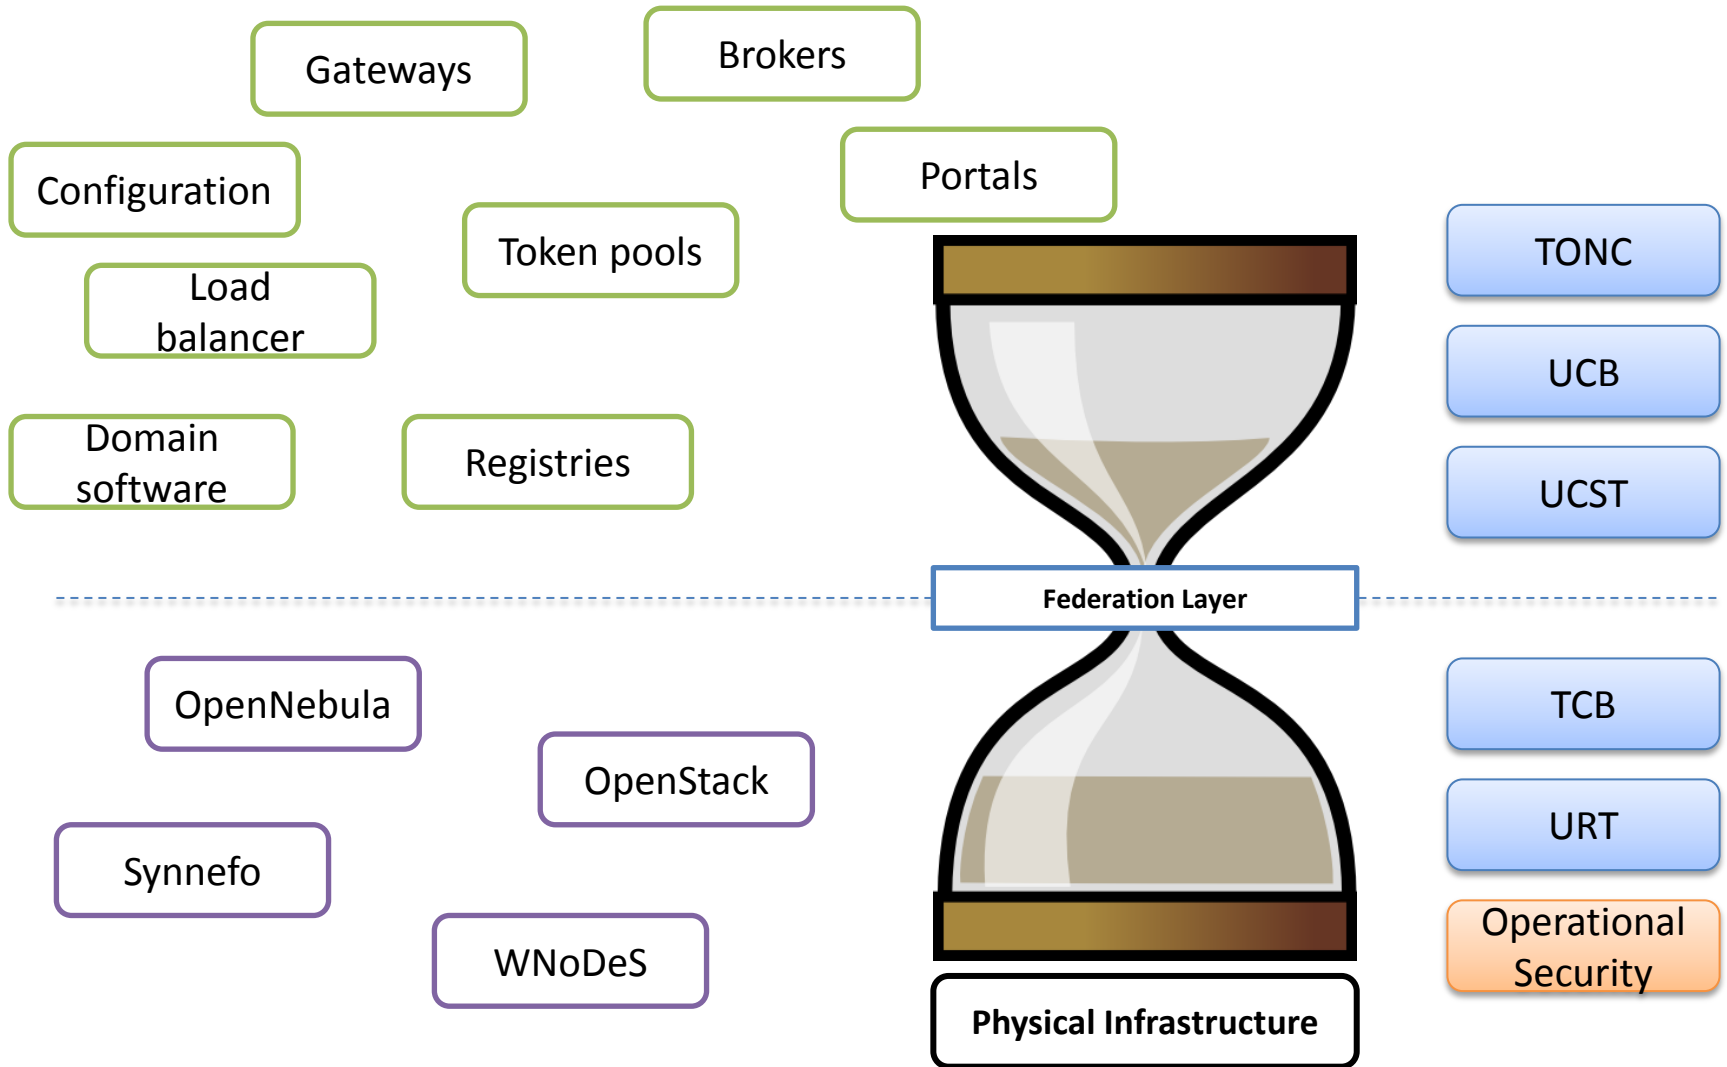 Gateways
Brokers
Configuration
Portals
Token pools
TONC
Load
balancer
UCB
Domain
software
Registries
UCST
Federation Layer
OpenNebula
TCB
OpenStack
URT
Synnefo
WNoDeS
Operational
Security
Physical Infrastructure